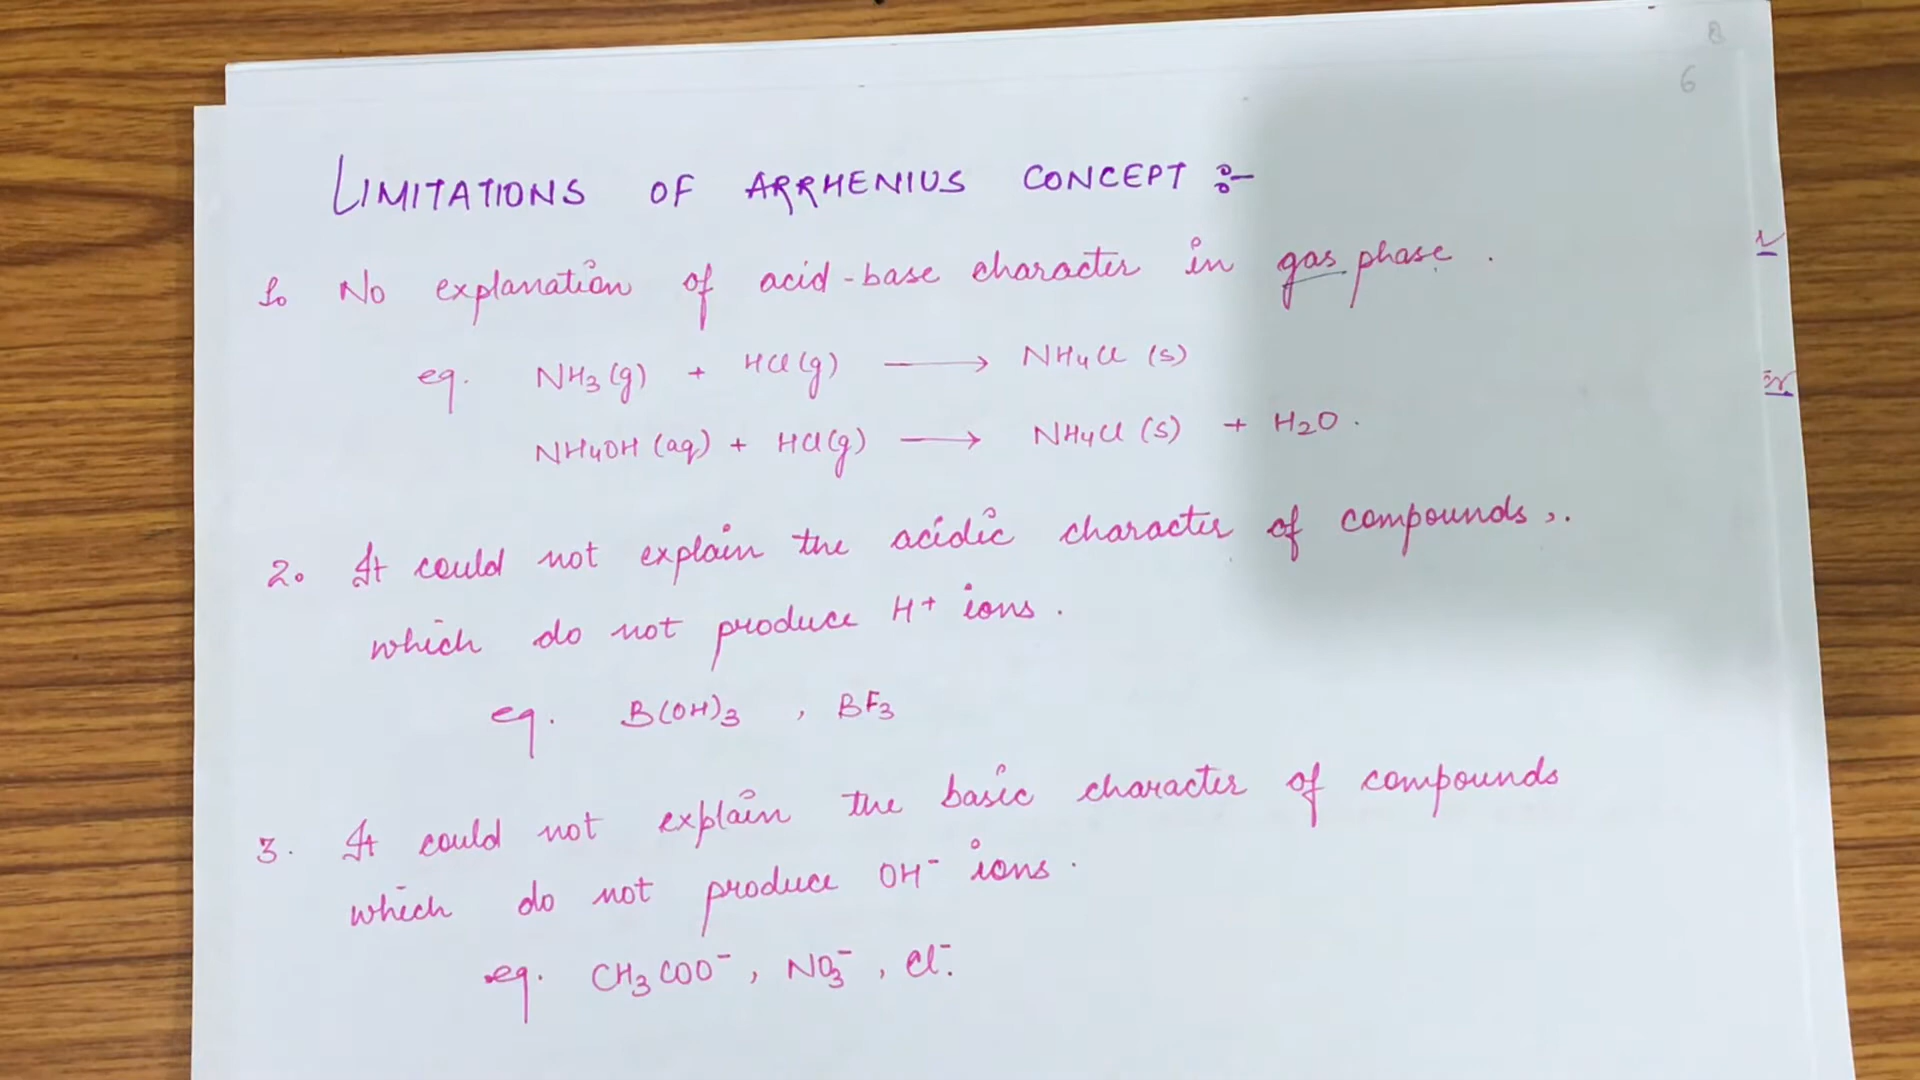 8
6
LIMITATIONS OF ARRHENIUS CONCEPT :-
1. No explanation of acid-base character in gas phase.
eg. NH3(g) + HCl(g) ⟶ NH4Cl (s)
NH4OH (aq) + HCl(g) ⟶ NH4Cl (s) + H2O.
2. It could not explain the acidic character of compounds,.
which do not produce H+ ions.
eg. B(OH)3 , BF3
3. It could not explain the basic character of compounds
which do not produce OH- ions.
eg. CH3COO-, NO3-, Cl-.